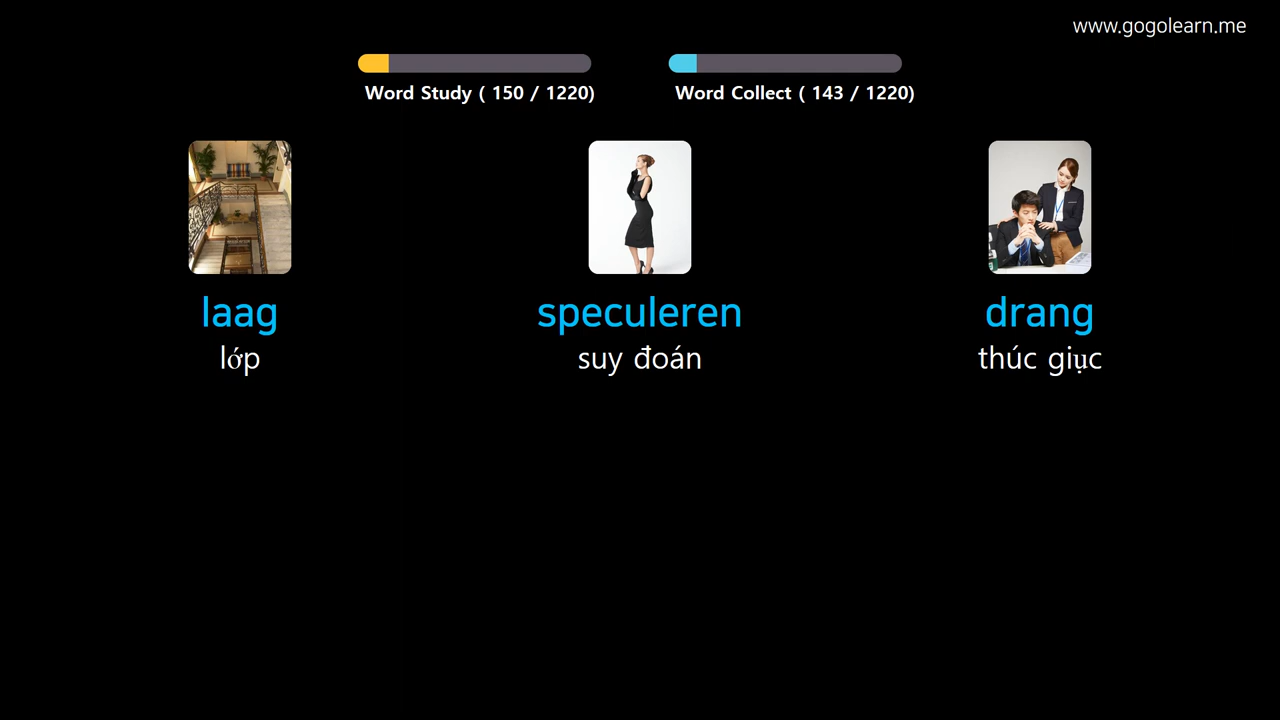 www.gogolearn.me
Word Study ( 150 / 1220)
Word Collect ( 143 / 1220)
laag
speculeren
drang
lớp
suy đoán
thúc giục